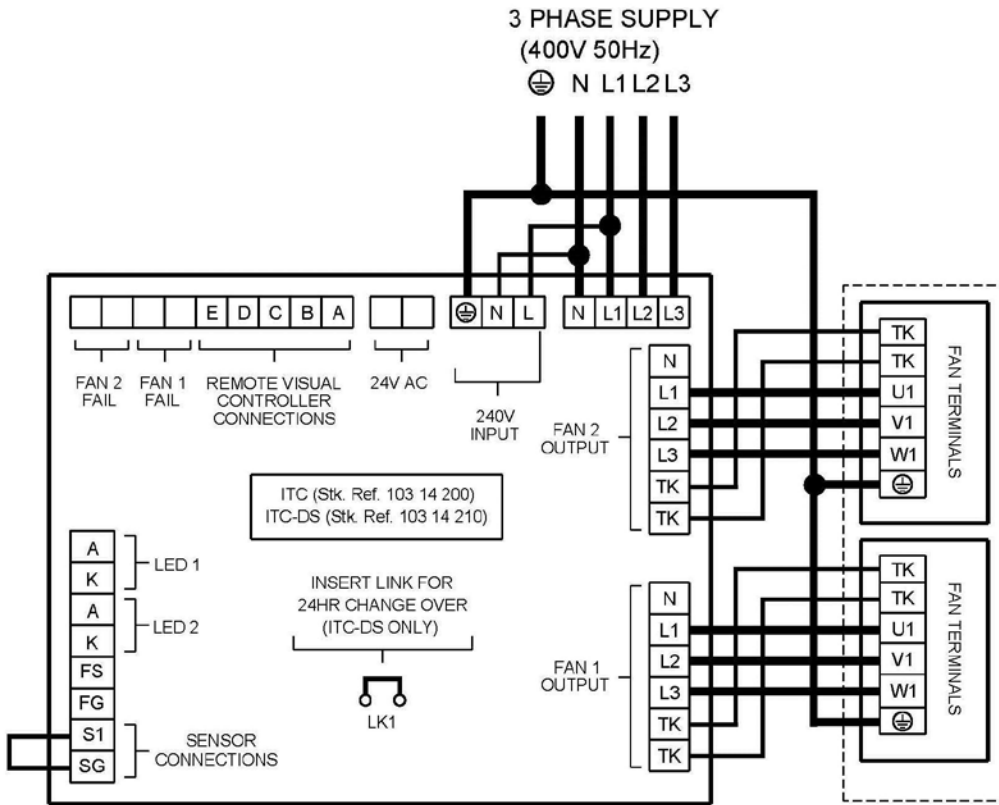 3 PHASE SUPPLY
(400V 50Hz)
N L1 L2 L3
E D C B A
N L
N L1 L2 L3
FAN 2
FAIL
FAN 1
FAIL
REMOTE VISUAL
CONTROLLER
CONNECTIONS
24V AC
240V
INPUT
FAN 2
OUTPUT
N
L1
L2
L3
TK
TK
TK
TK
U1
V1
W1
FAN TERMINALS
ITC (Stk. Ref. 103 14 200)
ITC-DS (Stk. Ref. 103 14 210)
A
K
LED 1
A
K
LED 2
FS
FG
S1
SG
SENSOR
CONNECTIONS
INSERT LINK FOR
24HR CHANGE OVER
(ITC-DS ONLY)
LK1
FAN 1
OUTPUT
N
L1
L2
L3
TK
TK
TK
TK
U1
V1
W1
FAN TERMINALS